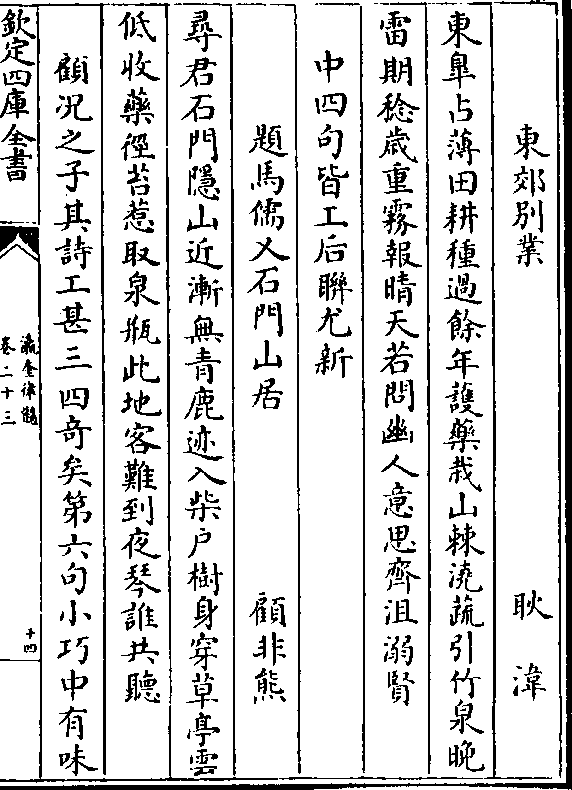 東郊別業　　耿湋
東臯占薄田耕種過餘年護藥栽山棘澆蔬引竹泉晩
雷期稔歳重霧報晴天若問幽人意思齊沮溺賢
中四句皆工后聨尤新
題馬儒乂石門山居　　顧非熊
尋君石門隱山近漸無青鹿迹入柴戸樹身穿草亭雲
低收藥徑苔惹取泉瓶此地客難到夜琴誰共聽
顧况之子其詩工甚三四竒矣第六句小巧中有味
欽定四庫全書
瀛奎律髓
卷二十三
十四